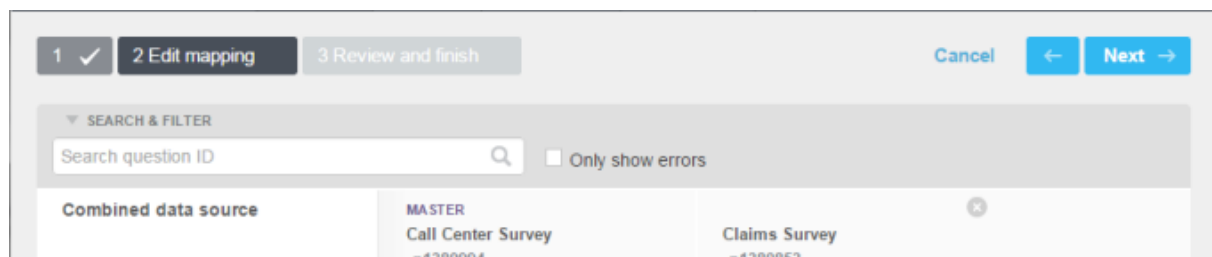 1 2 Edit mapping 3 Review and finish Cancel Next
SEARCH & FILTER
Search question ID Only show errors
Combined data source MASTER
Call Center Survey Claims Survey